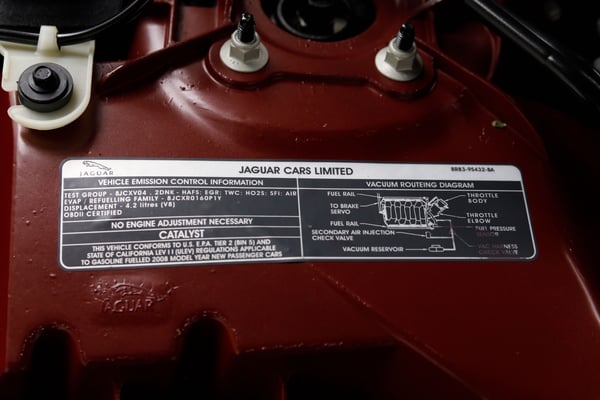 JAGUAR
JAGUAR CARS LIMITED
8R83-9S432-BA
VEHICLE EMISSION CONTROL INFORMATION
TEST GROUP - 8JCXV04 . 2DNK - HAFS: EGR: TWC: HO2S: SFI: AIR
EVAP / REFUELLING FAMILY - 8JCXR0160P1Y
DISPLACEMENT - 4.2 litres (V8)
OBDII CERTIFIED
NO ENGINE ADJUSTMENT NECESSARY
CATALYST
THIS VEHICLE CONFORMS TO U.S. E.P.A. TIER 2 (BIN 5) AND
STATE OF CALIFORNIA LEV I I (ULEV) REGULATIONS APPLICABLE
TO GASOLINE FUELLED 2008 MODEL YEAR NEW PASSENGER CARS
VACUUM ROUTEING DIAGRAM
FUEL RAIL
THROTTLE
BODY
TO BRAKE
SERVO
THROTTLE
ELBOW
FUEL RAIL
FUEL PRESSURE
SENSOR
SECONDARY AIR INJECTION
CHECK VALVE
VAC HARNESS
CHECK VALVE
VACUUM RESERVOIR
JAGUAR